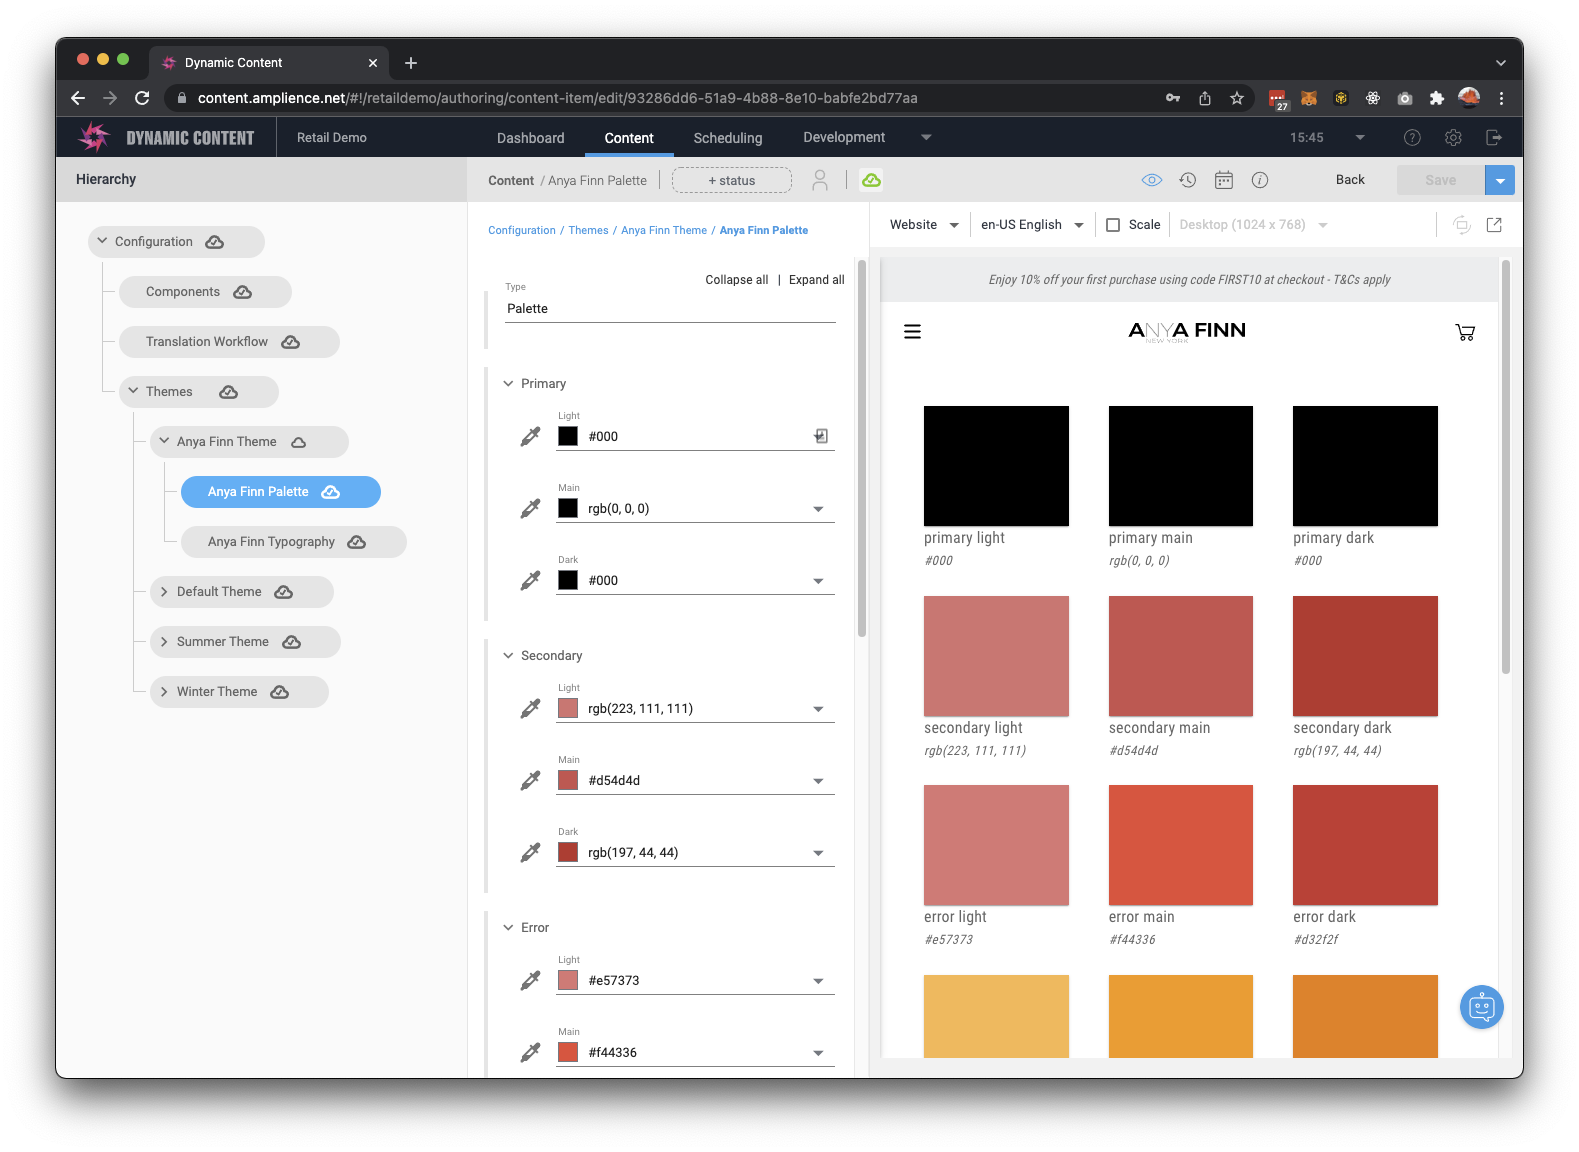 Dynamic Content
content.amplience.net/#!/retaildemo/authoring/content-item/edit/93286dd6-51a9-4b88-8e10-babfe2bd77aa
27
DYNAMIC CONTENT
Retail Demo
Dashboard
Content
Scheduling
Development
15:45
Hierarchy
Content / Anya Finn Palette
+ status
Back
Save
Configuration
Components
Translation Workflow
Themes
Anya Finn Theme
Anya Finn Palette
Anya Finn Typography
Default Theme
Summer Theme
Winter Theme
Configuration / Themes / Anya Finn Theme / Anya Finn Palette
Collapse all | Expand all
Type
Palette
Primary
Light
#000
Main
rgb(0, 0, 0)
Dark
#000
Secondary
Light
rgb(223, 111, 111)
Main
#d54d4d
Dark
rgb(197, 44, 44)
Error
Light
#e57373
Main
#f44336
Website
en-US English
Scale
Desktop (1024 x 768)
Enjoy 10% off your first purchase using code FIRST10 at checkout - T&Cs apply
ANYA FINN
NEW YORK
primary light
#000
primary main
rgb(0, 0, 0)
primary dark
#000
secondary light
rgb(223, 111, 111)
secondary main
#d54d4d
secondary dark
rgb(197, 44, 44)
error light
#e57373
error main
#f44336
error dark
#d32f2f